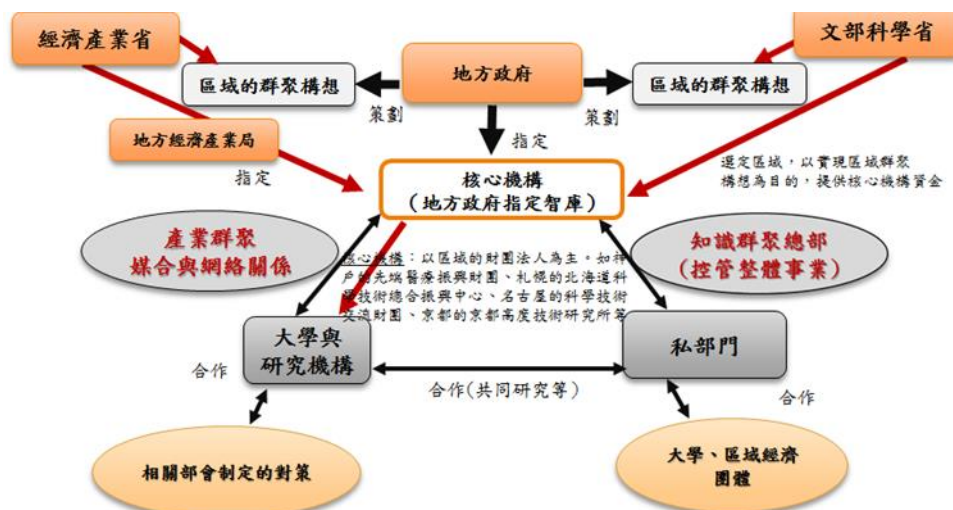 經濟產業省
文部科學省
地方政府
區域的群聚構想
區域的群聚構想
策劃
策劃
地方經濟產業局
指定
指定
選定區域，以實現區域群聚
構想為目的，提供核心機構資金
核心機構
（地方政府指定智庫）
產業群聚
媒合與網絡關係
知識群聚總部
(控管整體事業)
核心機構：以區域的財團法人為主。如神
戶的先端醫療振興財團、札幌的北海道科
學技術總合振興中心、名古屋的科學技術
交流財團、京都的京都高度技術研究所等
大學與
研究機構
私部門
合作
合作(共同研究等)
合作
相關部會制定的對策
大學、區域經濟
團體